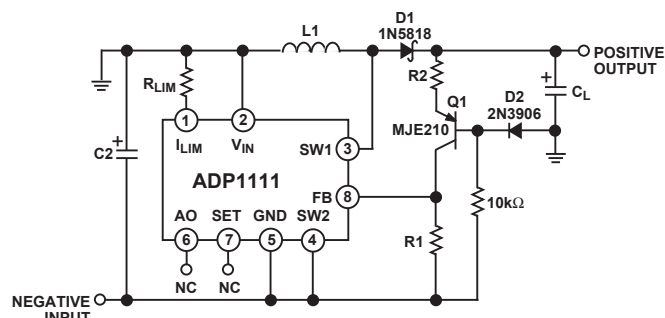 D1
1N5818
L1
POSITIVE
OUTPUT
RLIM
R2
Q1
D2
2N3906
CL
1
2
ILIM
VIN
MJE210
C2
SW1
3
ADP1111
FB
8
10kΩ
AO
SET
GND
SW2
6
7
5
4
R1
NC
NC
NEGATIVE
INPUT